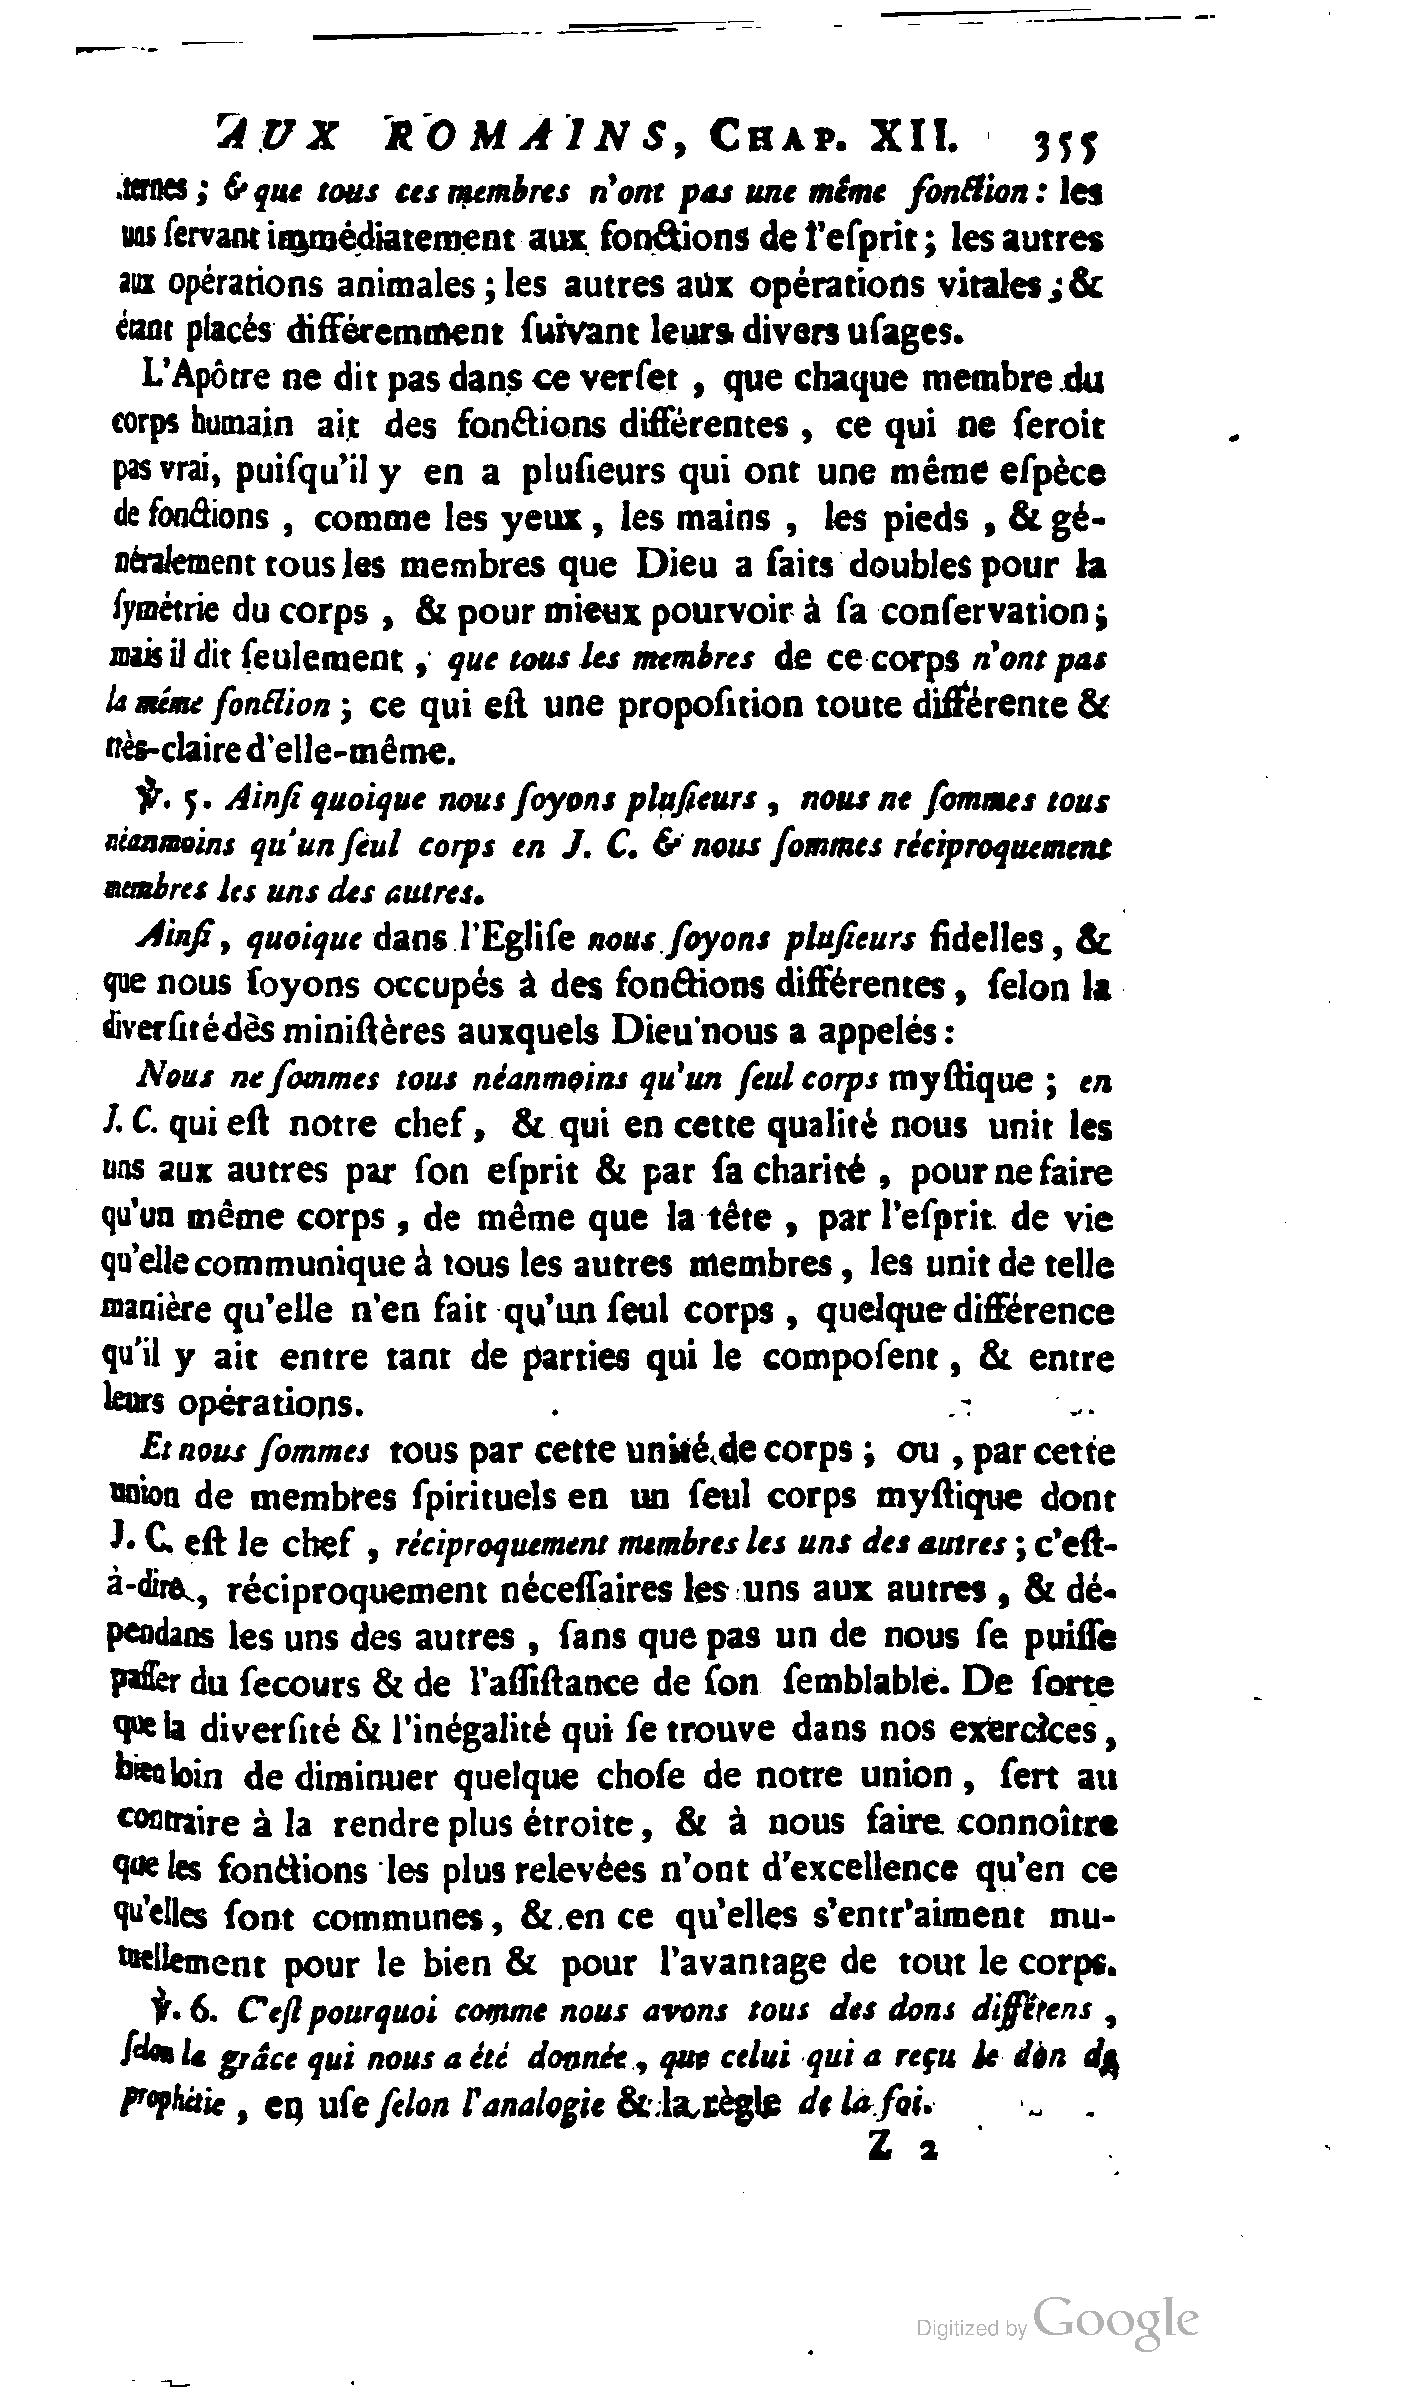 AUX ROMAINS, CHAP. XII. 355
ternes ; & que tous ces membres n'ont pas une même fonction : les
uns ſervant immédiatement aux fonctions de l'eſprit ; les autres
aux opérations animales ; les autres aux opérations vitales ; &
étant placés différemment ſuivant leurs divers uſages.
L'Apôtre ne dit pas dans ce verſet , que chaque membre du
corps humain ait des fonctions différentes , ce qui ne ſeroit
pas vrai, puiſqu'il y en a pluſieurs qui ont une même eſpèce
de fonctions , comme les yeux , les mains , les pieds , & gé-
néralement tous les membres que Dieu a faits doubles pour la
ſymétrie du corps , & pour mieux pourvoir à ſa conſervation ;
mais il dit ſeulement , que tous les membres de ce corps n'ont pas
la même fonction ; ce qui eſt une propoſition toute différente &
très-claire d'elle-même.
℣. 5. Ainſi quoique nous ſoyons pluſieurs , nous ne ſommes tous
néanmoins qu'un ſeul corps en J. C. & nous ſommes réciproquement
membres les uns des autres.
Ainſi , quoique dans l'Egliſe nous ſoyons pluſieurs fidelles , &
que nous ſoyons occupés à des fonctions différentes , ſelon la
diverſité dès miniſtères auxquels Dieu nous a appelés :
Nous ne ſommes tous néanmoins qu'un ſeul corps myſtique ; en
J. C. qui eſt notre chef , & qui en cette qualité nous unit les
uns aux autres par ſon eſprit & par ſa charité , pour ne faire
qu'un même corps , de même que la tête , par l'eſprit de vie
qu'elle communique à tous les autres membres , les unit de telle
manière qu'elle n'en fait qu'un ſeul corps , quelque différence
qu'il y ait entre tant de parties qui le compoſent , & entre
leurs opérations.
Et nous ſommes tous par cette unité de corps ; ou , par cette
union de membres ſpirituels en un ſeul corps myſtique dont
J. C. eſt le chef , réciproquement membres les uns des autres ; c'eſt-
à-dire , réciproquement néceſſaires les uns aux autres , & dé-
pendans les uns des autres , ſans que pas un de nous ſe puiſſe
paſſer du ſecours & de l'aſſiſtance de ſon ſemblable. De ſorte
que la diverſité & l'inégalité qui ſe trouve dans nos exercices ,
bien loin de diminuer quelque choſe de notre union , ſert au
contraire à la rendre plus étroite , & à nous faire connoître
que les fonctions les plus relevées n'ont d'excellence qu'en ce
qu'elles ſont communes , & en ce qu'elles s'entr'aiment mu-
tuellement pour le bien & pour l'avantage de tout le corps.
℣. 6. C'eſt pourquoi comme nous avons tous des dons différens ,
ſelon la grâce qui nous a été donnée , que celui qui a reçu le don de
prophétie , en uſe ſelon l'analogie & la règle de la foi.
Z 2
Digitized by Google